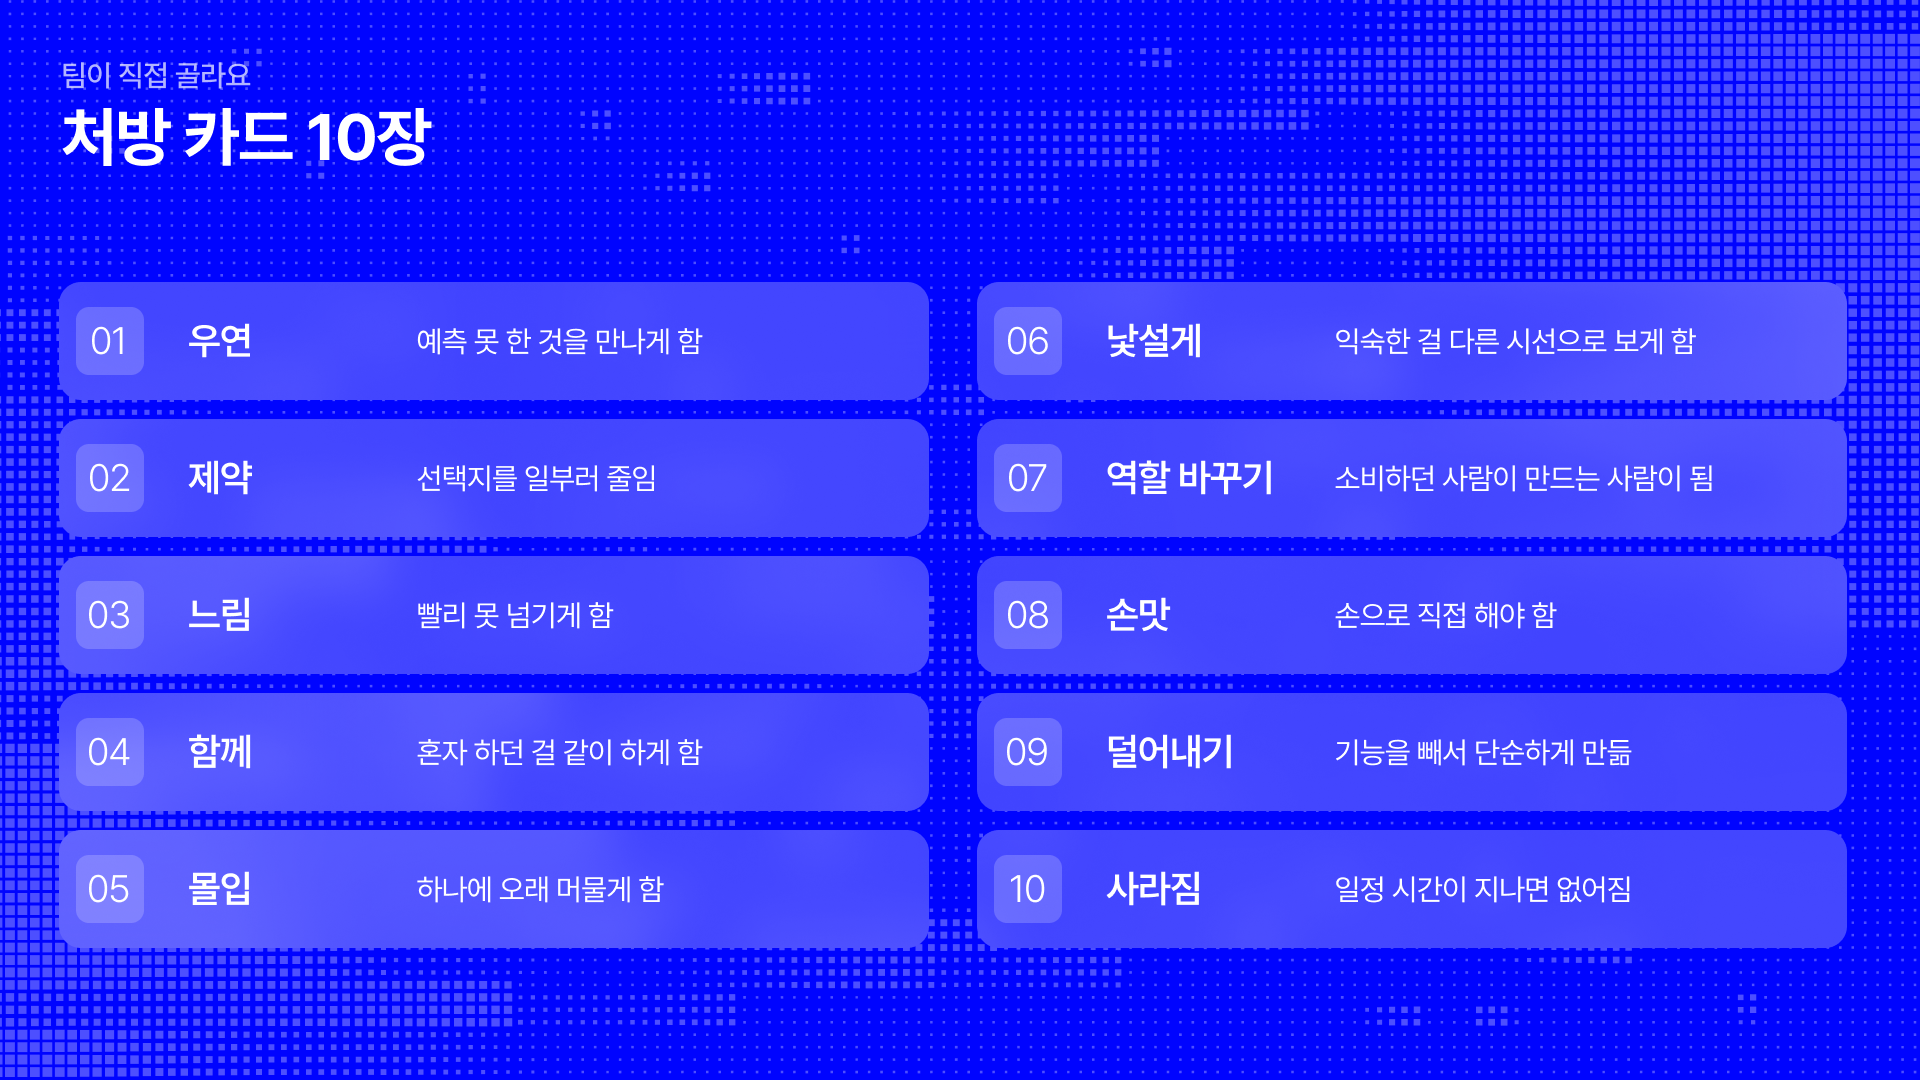 팀이 직접 골라요
처방 카드 10장
01 우연 예측 못 한 것을 만나게 함
02 제약 선택지를 일부러 줄임
03 느림 빨리 못 넘기게 함
04 함께 혼자 하던 걸 같이 하게 함
05 몰입 하나에 오래 머물게 함
06 낯설게 익숙한 걸 다른 시선으로 보게 함
07 역할 바꾸기 소비하던 사람이 만드는 사람이 됨
08 손맛 손으로 직접 해야 함
09 덜어내기 기능을 빼서 단순하게 만듦
10 사라짐 일정 시간이 지나면 없어짐